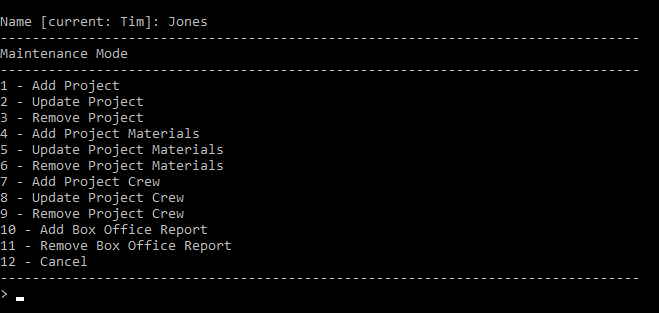 Name [current: Tim]: Jones
--------------------------------------------------------------------------------
Maintenance Mode
--------------------------------------------------------------------------------
1 - Add Project
2 - Update Project
3 - Remove Project
4 - Add Project Materials
5 - Update Project Materials
6 - Remove Project Materials
7 - Add Project Crew
8 - Update Project Crew
9 - Remove Project Crew
10 - Add Box Office Report
11 - Remove Box Office Report
12 - Cancel
--------------------------------------------------------------------------------
>